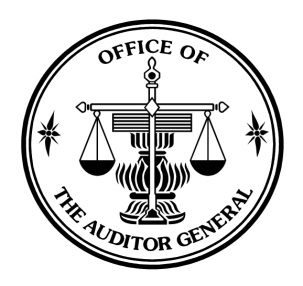 OFFICE OF
THE AUDITOR GENERAL